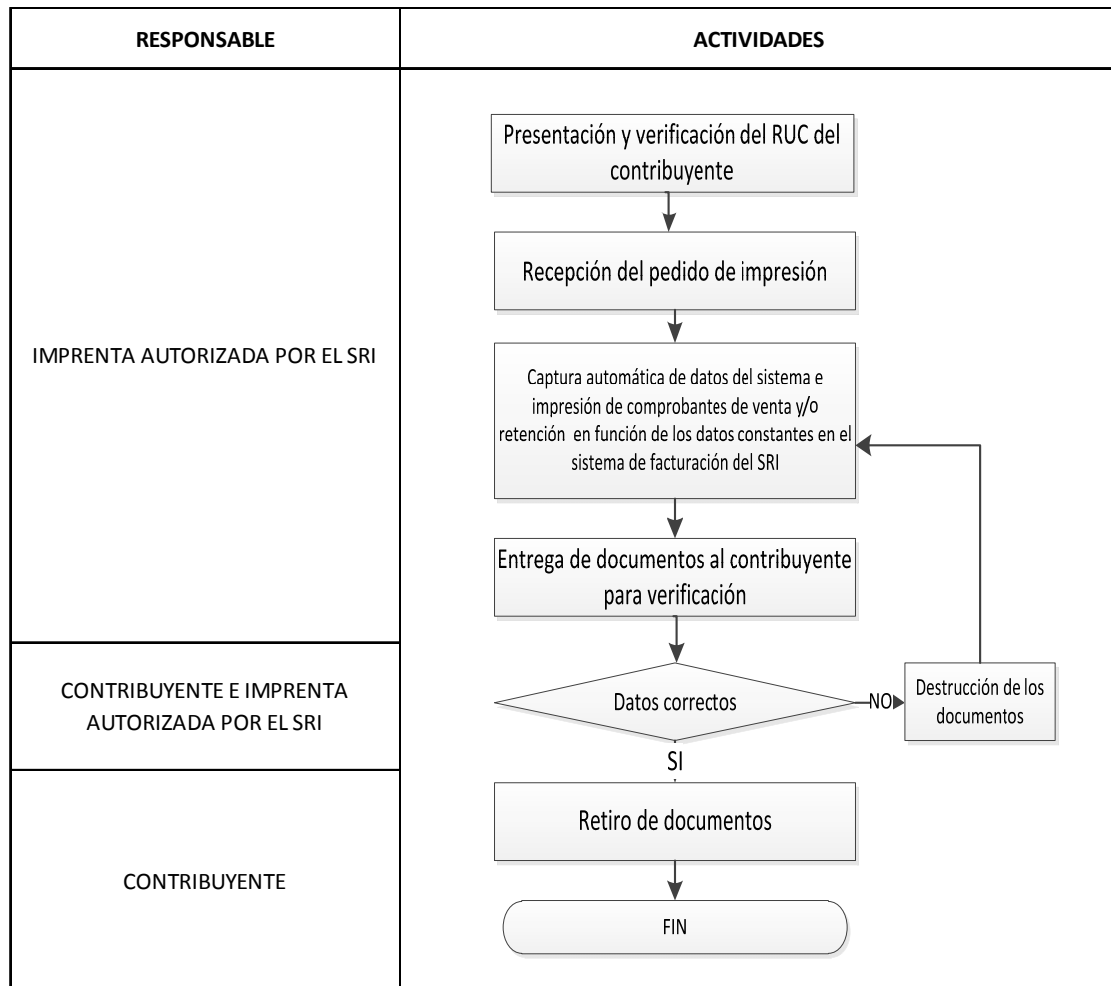 RESPONSABLE
ACTIVIDADES
IMPRENTA AUTORIZADA POR EL SRI
Presentación y verificación del RUC del
contribuyente
Recepción del pedido de impresión
Captura automática de datos del sistema e
impresión de comprobantes de venta y/o
retención en función de los datos constantes en el
sistema de facturación del SRI
Entrega de documentos al contribuyente
para verificación
CONTRIBUYENTE E IMPRENTA
AUTORIZADA POR EL SRI
Datos correctos
NO
Destrucción de los
documentos
SI
CONTRIBUYENTE
Retiro de documentos
FIN